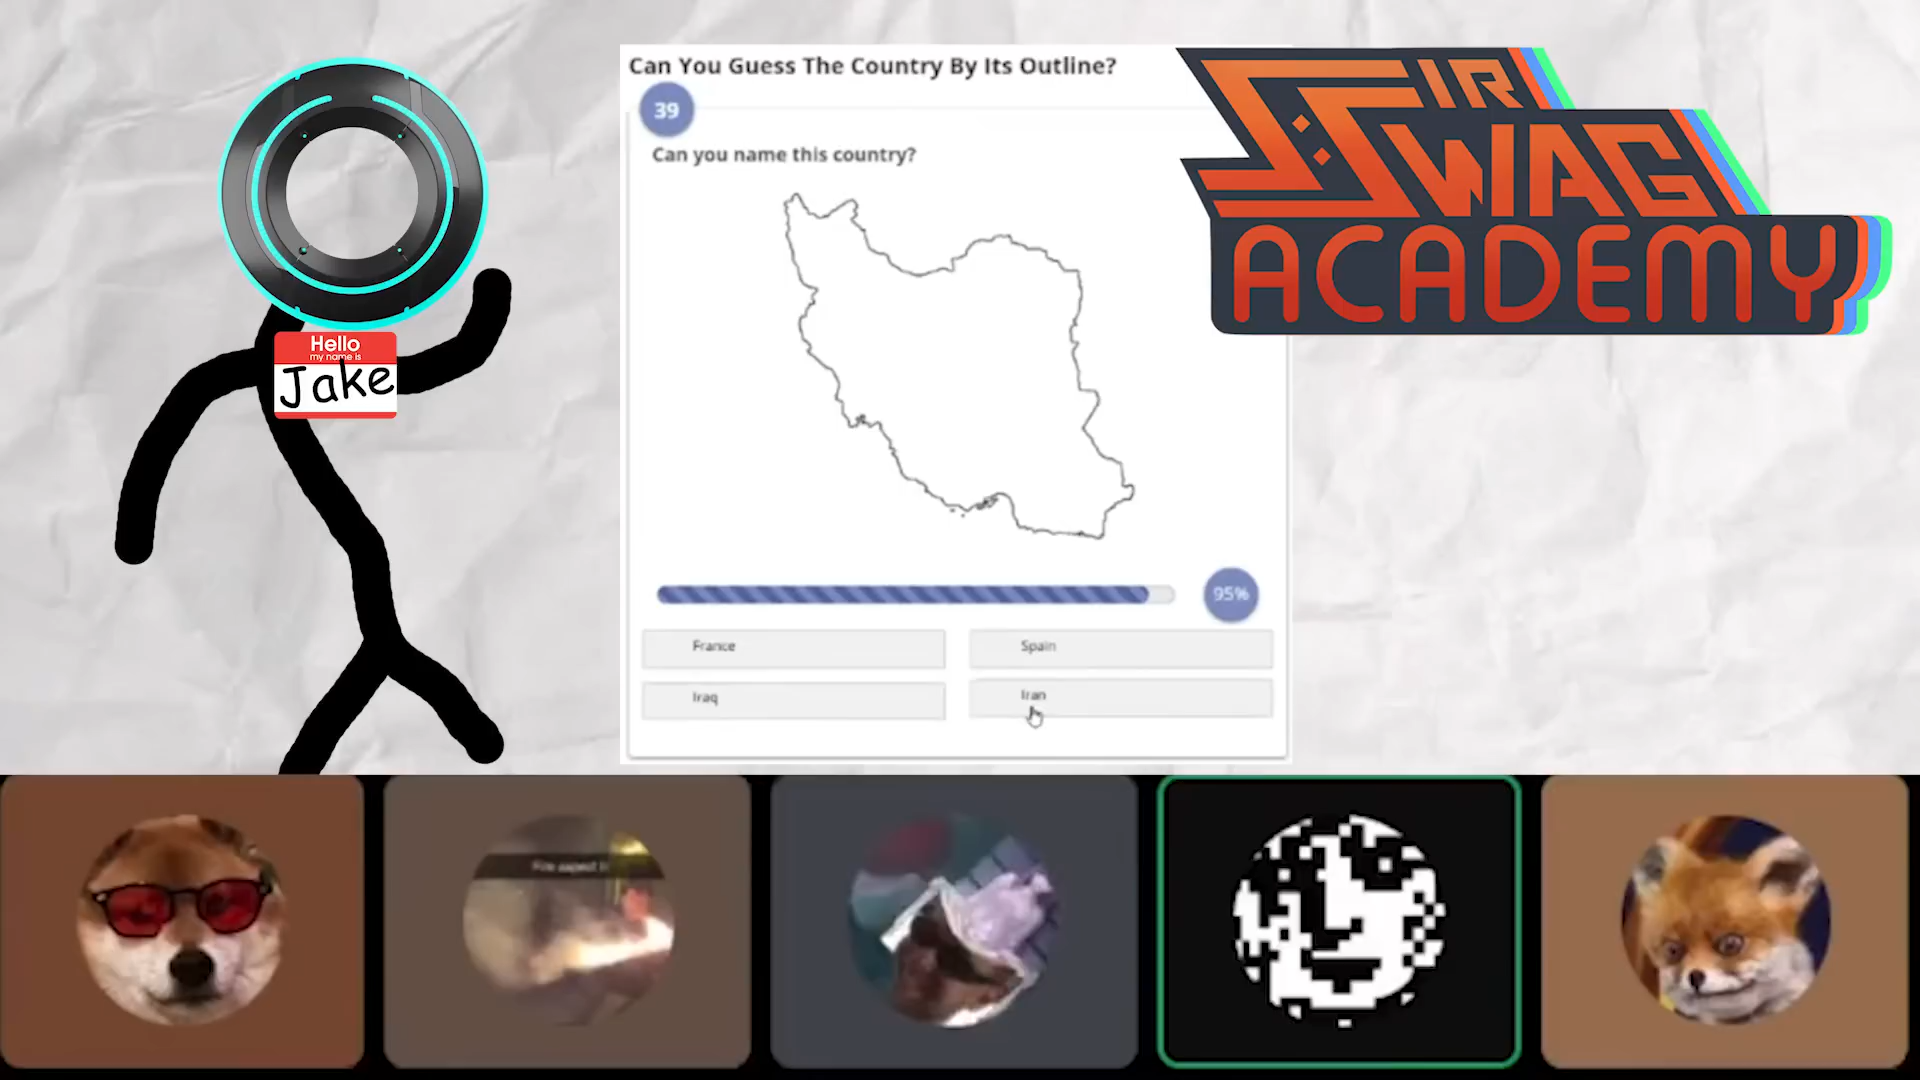 Can You Guess The Country By Its Outline?
39
Can you name this country?
SIR
SWAG
ACADEMY
Hello
my name is
Jake
95%
France
Spain
Iraq
Iran